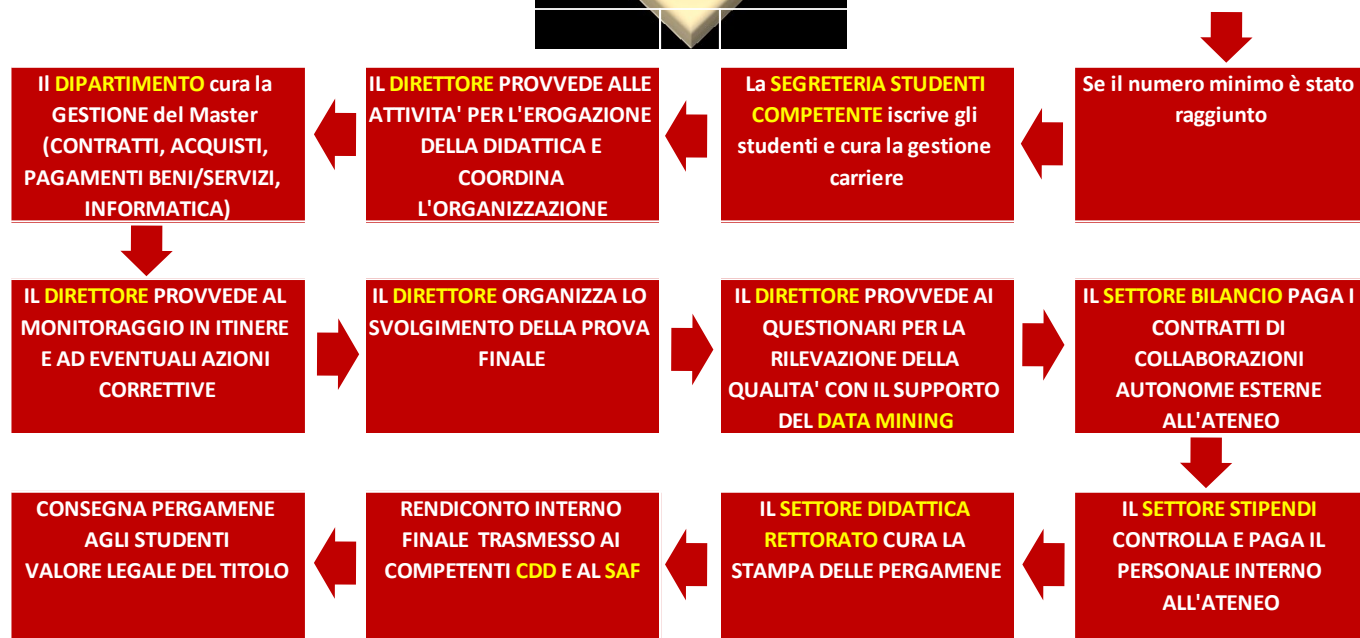 Il DIPARTIMENTO cura la
GESTIONE del Master
(CONTRATTI, ACQUISTI,
PAGAMENTI BENI/SERVIZI,
INFORMATICA)
IL DIRETTORE PROVVEDE ALLE
ATTIVITA' PER L'EROGAZIONE
DELLA DIDATTICA E
COORDINA
L'ORGANIZZAZIONE
La SEGRETERIA STUDENTI
COMPETENTE iscrive gli
studenti e cura la gestione
carriere
Se il numero minimo è stato
raggiunto
IL DIRETTORE PROVVEDE AL
MONITORAGGIO IN ITINERE
E AD EVENTUALI AZIONI
CORRETTIVE
IL DIRETTORE ORGANIZZA LO
SVOLGIMENTO DELLA PROVA
FINALE
IL DIRETTORE PROVVEDE AI
QUESTIONARI PER LA
RILEVAZIONE DELLA
QUALITA' CON IL SUPPORTO
DEL DATA MINING
IL SETTORE BILANCIO PAGA I
CONTRATTI DI
COLLABORAZIONI
AUTONOME ESTERNE
ALL'ATENEO
CONSEGNA PERGAMENE
AGLI STUDENTI
VALORE LEGALE DEL TITOLO
RENDICONTO INTERNO
FINALE TRASMESSO AI
COMPETENTI CDD E AL SAF
IL SETTORE DIDATTICA
RETTORATO CURA LA
STAMPA DELLE PERGAMENE
IL SETTORE STIPENDI
CONTROLLA E PAGA IL
PERSONALE INTERNO
ALL'ATENEO